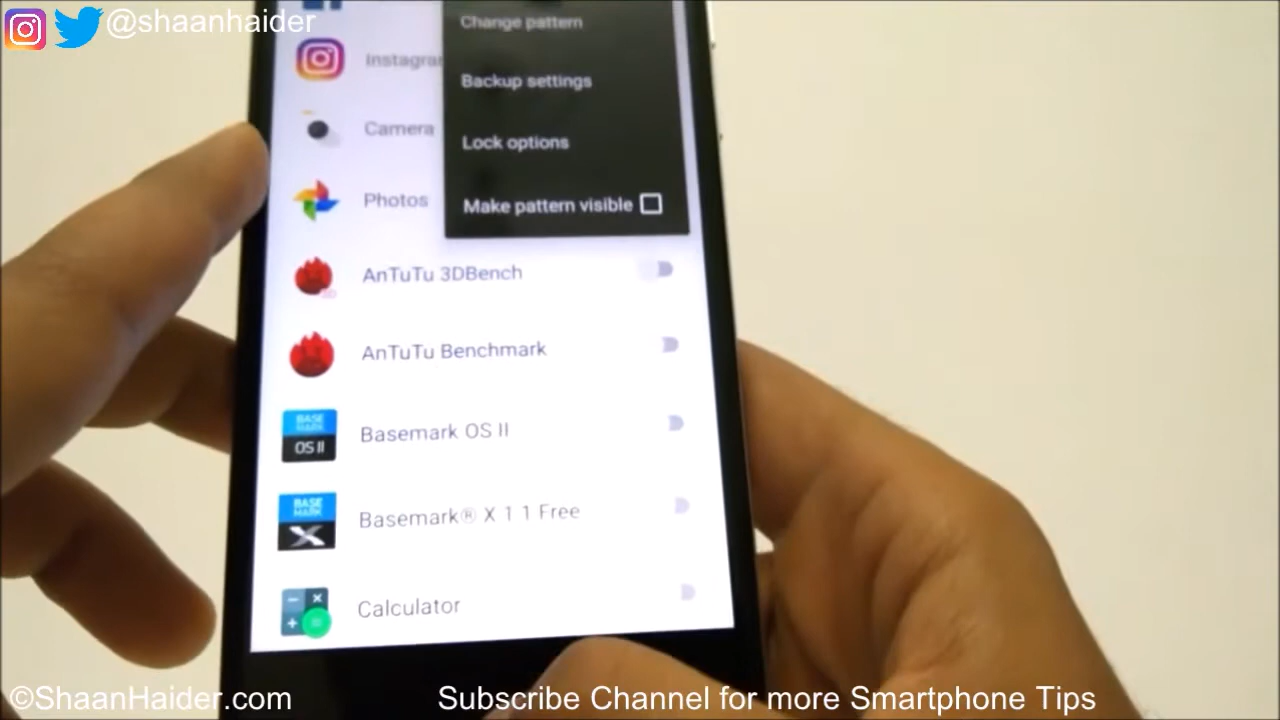 @shaanhaider
Change pattern
Instagra
Backup settings
Camera
Lock options
Photos
Make pattern visible
AnTuTu 3DBench
AnTuTu Benchmark
BASE
MARK
OS II
Basemark OS II
BASE
MARK
X
Basemark® X 1 1 Free
Calculator
©ShaanHaider.com
Subscribe Channel for more Smartphone Tips